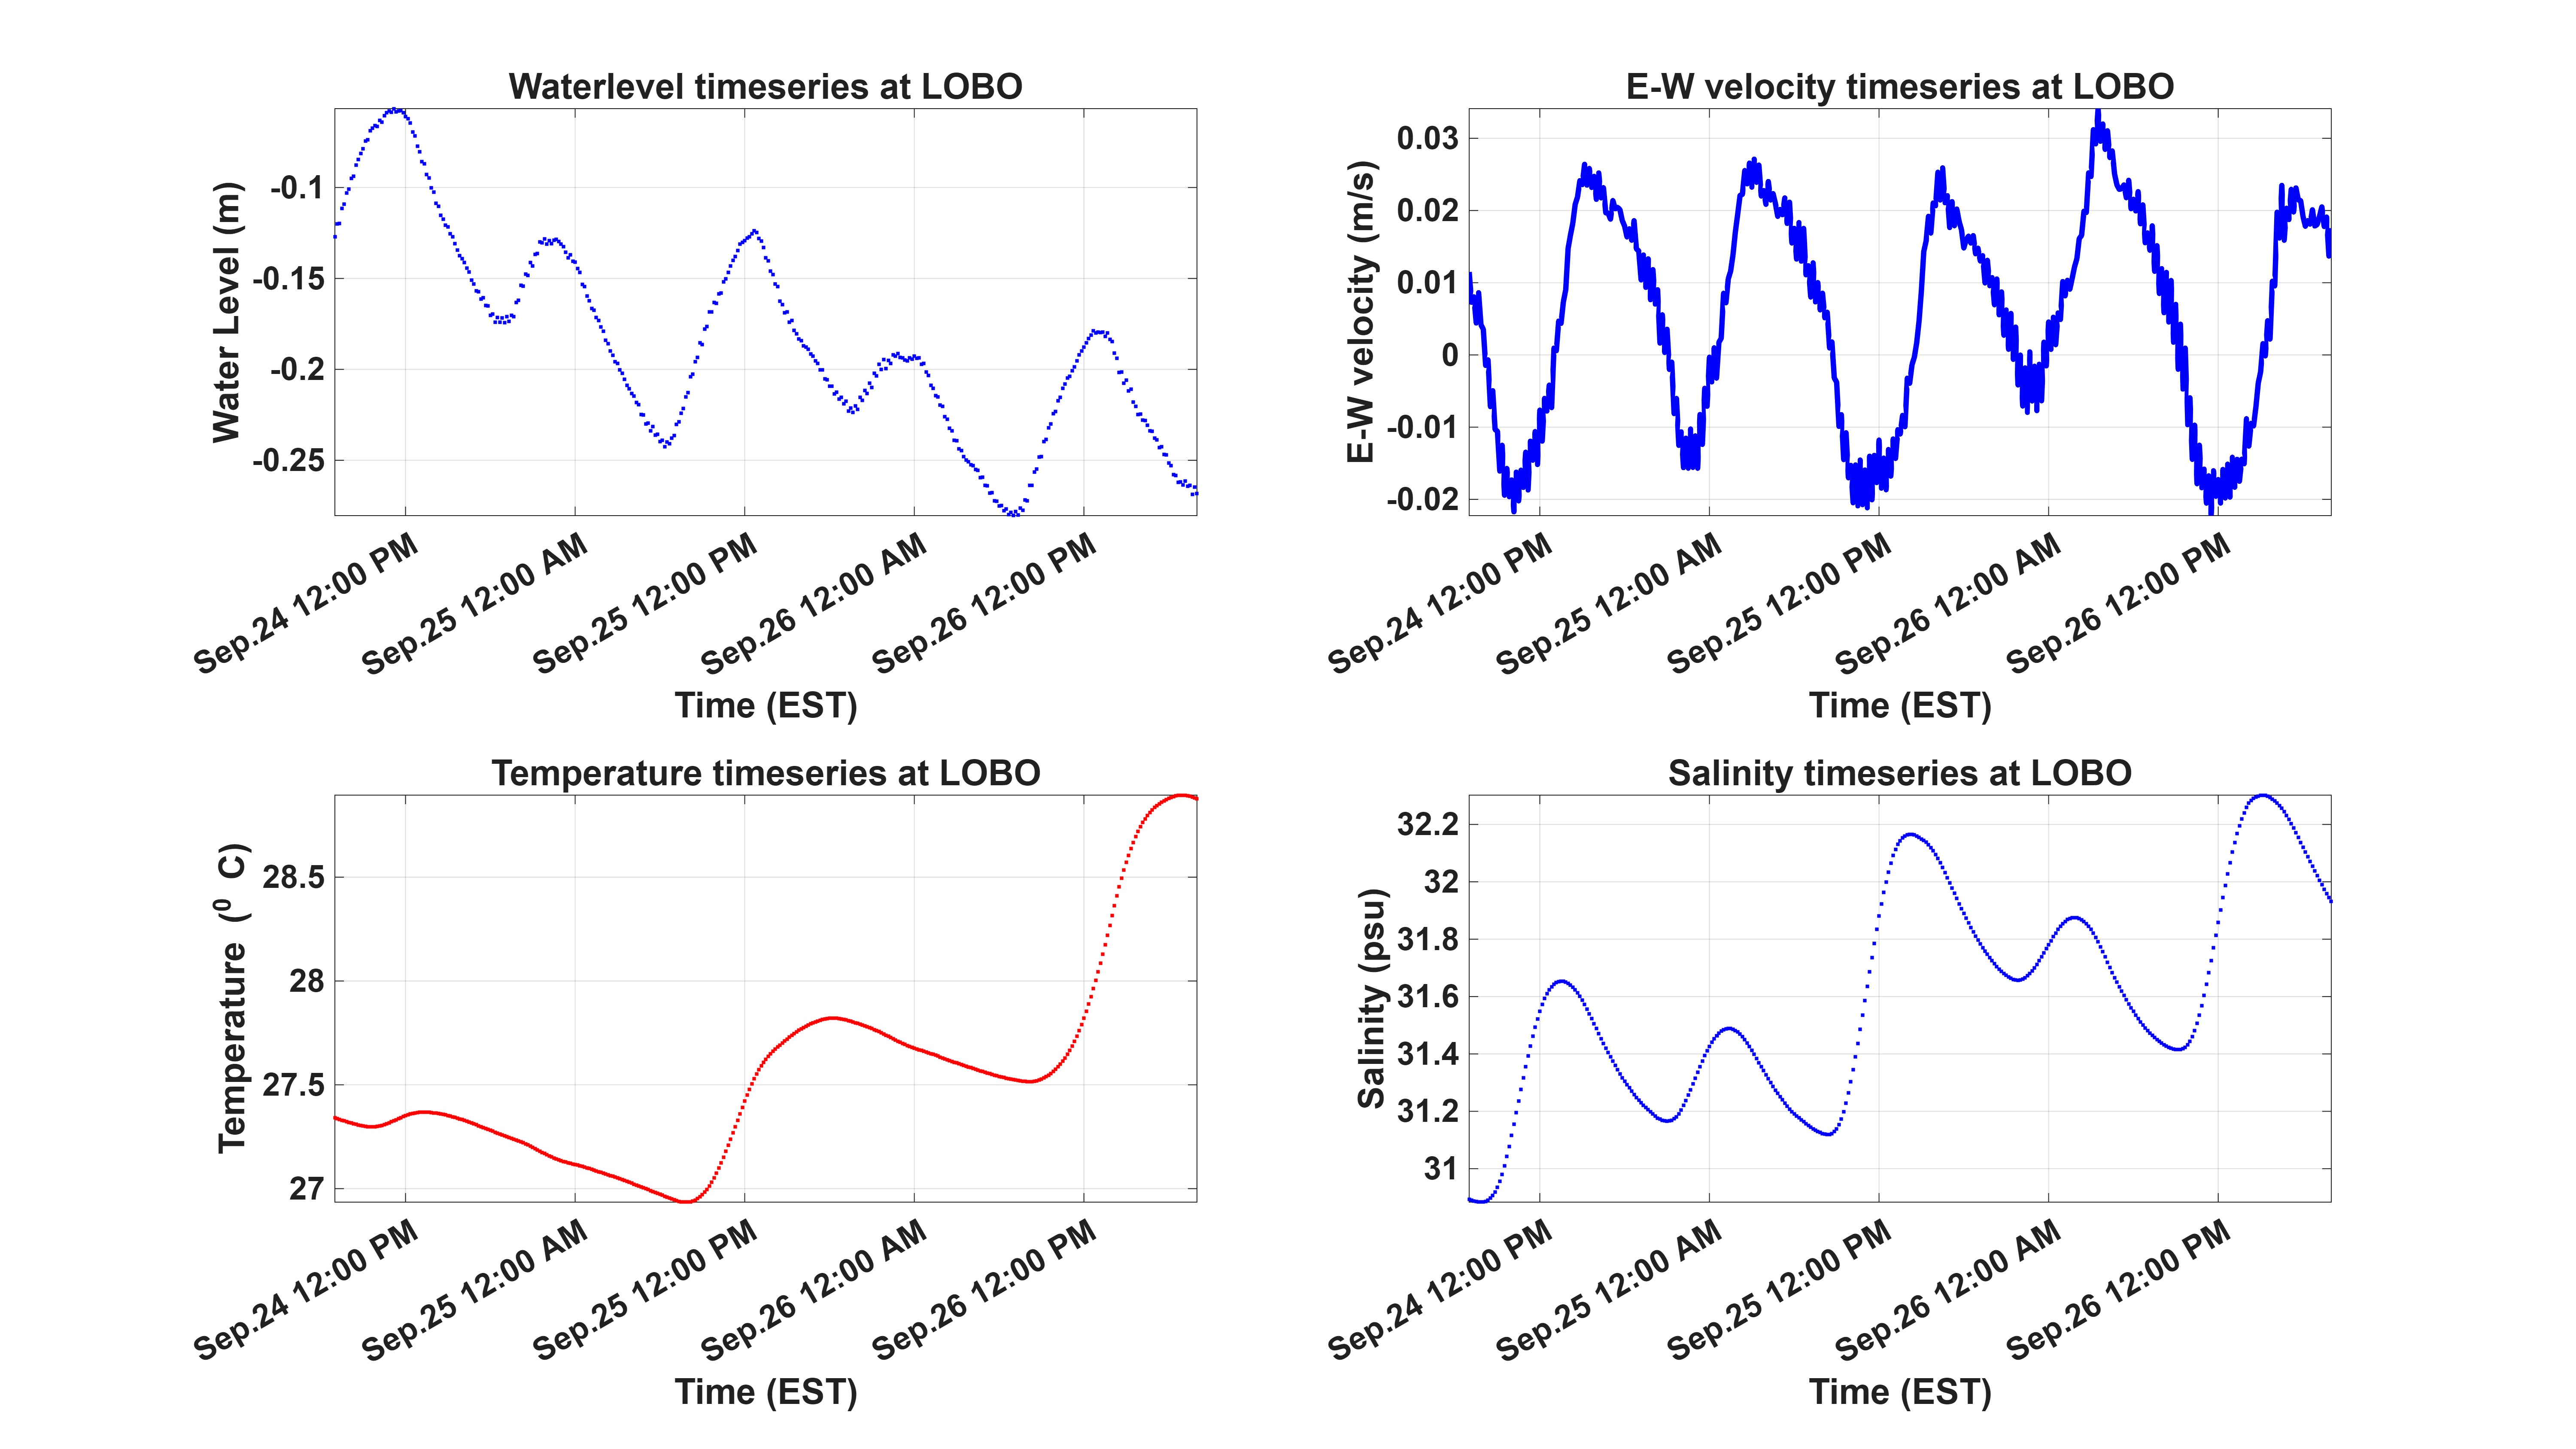 Waterlevel timeseries at LOBO
Water Level (m)
-0.1
-0.15
-0.2
-0.25
Sep.24 12:00 PM
Sep.25 12:00 AM
Sep.25 12:00 PM
Sep.26 12:00 AM
Sep.26 12:00 PM
Time (EST)
E-W velocity timeseries at LOBO
E-W velocity (m/s)
0.03
0.02
0.01
0
-0.01
-0.02
Sep.24 12:00 PM
Sep.25 12:00 AM
Sep.25 12:00 PM
Sep.26 12:00 AM
Sep.26 12:00 PM
Time (EST)
Temperature timeseries at LOBO
Temperature (⁰ C)
28.5
28
27.5
27
Sep.24 12:00 PM
Sep.25 12:00 AM
Sep.25 12:00 PM
Sep.26 12:00 AM
Sep.26 12:00 PM
Time (EST)
Salinity timeseries at LOBO
Salinity (psu)
32.2
32
31.8
31.6
31.4
31.2
31
Sep.24 12:00 PM
Sep.25 12:00 AM
Sep.25 12:00 PM
Sep.26 12:00 AM
Sep.26 12:00 PM
Time (EST)